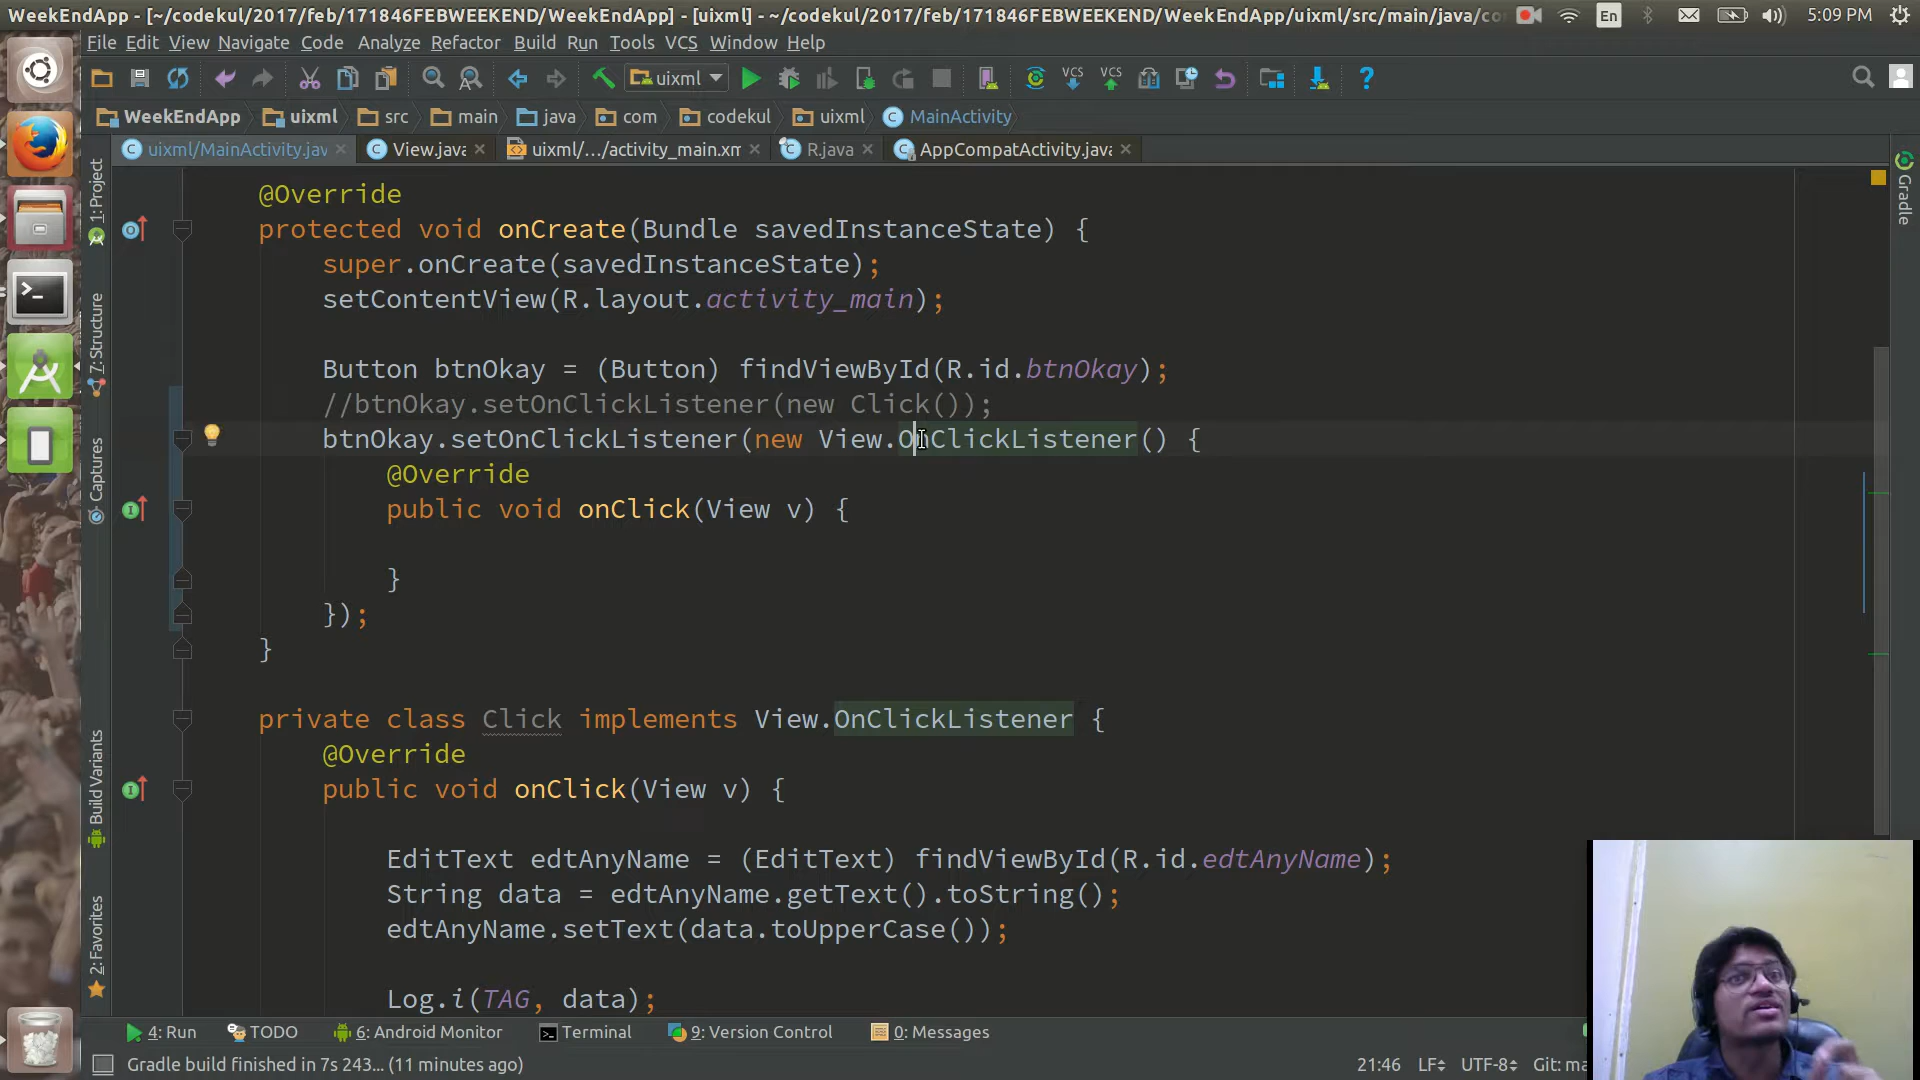 WeekEndApp - [~/codekul/2017/feb/171846FEBWEEKEND/WeekEndApp] - [uixml] - ~/codekul/2017/feb/171846FEBWEEKEND/WeekEndApp/uixml/src/main/java/co
En
5:09 PM
File Edit View Navigate Code Analyze Refactor Build Run Tools VCS Window Help
uixml
VCS VCS
WeekEndApp uixml src main java com codekul uixml MainActivity
uixml/MainActivity.jav View.java uixml/.../activity_main.xm R.java AppCompatActivity.java
1: Project
7: Structure
Captures
Build Variants
2: Favorites
Gradle
@Override
protected void onCreate(Bundle savedInstanceState) {
super.onCreate(savedInstanceState);
setContentView(R.layout.activity_main);
Button btnOkay = (Button) findViewById(R.id.btnOkay);
//btnOkay.setOnClickListener(new Click());
btnOkay.setOnClickListener(new View.OnClickListener() {
@Override
public void onClick(View v) {
}
});
}
private class Click implements View.OnClickListener {
@Override
public void onClick(View v) {
EditText edtAnyName = (EditText) findViewById(R.id.edtAnyName);
String data = edtAnyName.getText().toString();
edtAnyName.setText(data.toUpperCase());
Log.i(TAG, data);
4: Run TODO 6: Android Monitor Terminal 9: Version Control 0: Messages
Gradle build finished in 7s 243... (11 minutes ago) 21:46 LF UTF-8 Git: ma